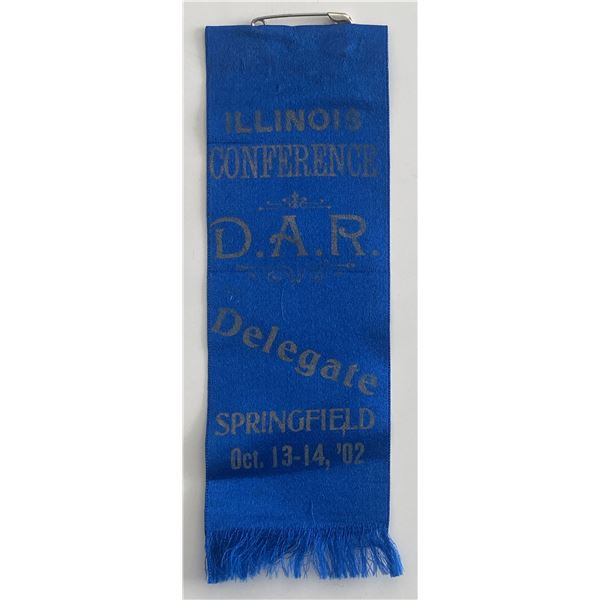 ILLINOIS
CONFERENCE
D.A.R.
Delegate
SPRINGFIELD
Oct. 13-14, '02